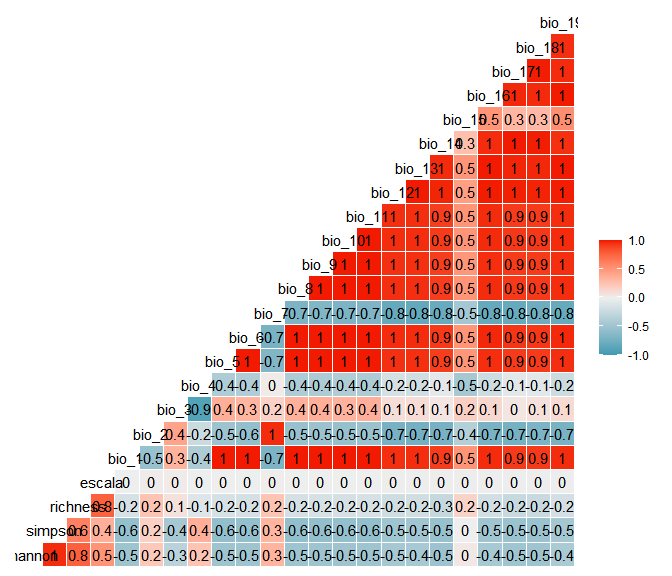 bio_19
bio_18 1
bio_17 1 1
bio_16 1 1 1
bio_15 0.5 0.3 0.3 0.5
bio_14 0.3 1 1 1 1
bio_13 1 0.5 1 1 1 1
bio_12 1 1 0.5 1 1 1 1
bio_11 1 1 0.9 0.5 1 0.9 0.9 1
bio_10 1 1 1 0.9 0.5 1 0.9 0.9 1
bio_9 1 1 1 1 0.9 0.5 1 0.9 0.9 1
bio_8 1 1 1 1 1 0.9 0.5 1 0.9 0.9 1
bio_7 -0.7 -0.7 -0.7 -0.7 -0.8 -0.8 -0.8 -0.5 -0.8 -0.8 -0.8 -0.8
bio_6 -0.7 1 1 1 1 1 1 0.9 0.5 1 0.9 0.9 1
bio_5 1 -0.7 1 1 1 1 1 1 0.9 0.5 1 0.9 0.9 1
bio_4 -0.4 -0.4 0 -0.4 -0.4 -0.4 -0.4 -0.2 -0.2 -0.1 -0.5 -0.2 -0.1 -0.1 -0.2
bio_3 -0.9 0.4 0.3 0.2 0.4 0.4 0.3 0.4 0.1 0.1 0.1 0.2 0.1 0 0.1 0.1
bio_2 0.4 -0.2 -0.5 -0.6 1 -0.5 -0.5 -0.5 -0.5 -0.7 -0.7 -0.7 -0.4 -0.7 -0.7 -0.7 -0.7
bio_1 -0.5 0.3 -0.4 1 1 -0.7 1 1 1 1 1 1 0.9 0.5 1 0.9 0.9 1
escala 0 0 0 0 0 0 0 0 0 0 0 0 0 0 0 0 0 0 0
richness 0.8 -0.2 0.2 0.1 -0.1 -0.2 -0.2 0.2 -0.2 -0.2 -0.2 -0.2 -0.2 -0.2 -0.3 0.2 -0.2 -0.2 -0.2 -0.2
simpson 0.6 0.4 -0.6 0.2 -0.4 0.4 -0.6 -0.6 0.3 -0.6 -0.6 -0.6 -0.6 -0.5 -0.5 -0.5 0 -0.5 -0.5 -0.5 -0.5
hannon 1 0.8 0.5 -0.5 0.2 -0.3 0.2 -0.5 -0.5 0.3 -0.5 -0.5 -0.5 -0.5 -0.5 -0.4 -0.5 0 -0.4 -0.5 -0.5 -0.4
1.0
0.5
0.0
-0.5
-1.0